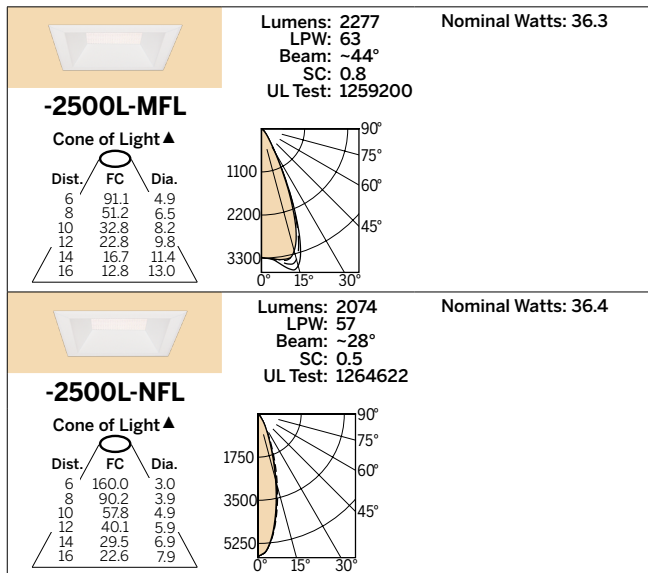 Lumens: 2277
LPW: 63
Beam: ~44°
SC: 0.8
UL Test: 1259200
Nominal Watts: 36.3
-2500L-MFL
Cone of Light▲
Dist. FC Dia.
6 91.1 4.9
8 51.2 6.5
10 32.8 8.2
12 22.8 9.8
14 16.7 11.4
16 12.8 13.0
90°
75°
60°
45°
1100
2200
3300
0° 15° 30°
Lumens: 2074
LPW: 57
Beam: ~28°
SC: 0.5
UL Test: 1264622
Nominal Watts: 36.4
-2500L-NFL
Cone of Light▲
Dist. FC Dia.
6 160.0 3.0
8 90.2 3.9
10 57.8 4.9
12 40.1 5.9
14 29.5 6.9
16 22.6 7.9
90°
75°
60°
45°
1750
3500
5250
0° 15° 30°